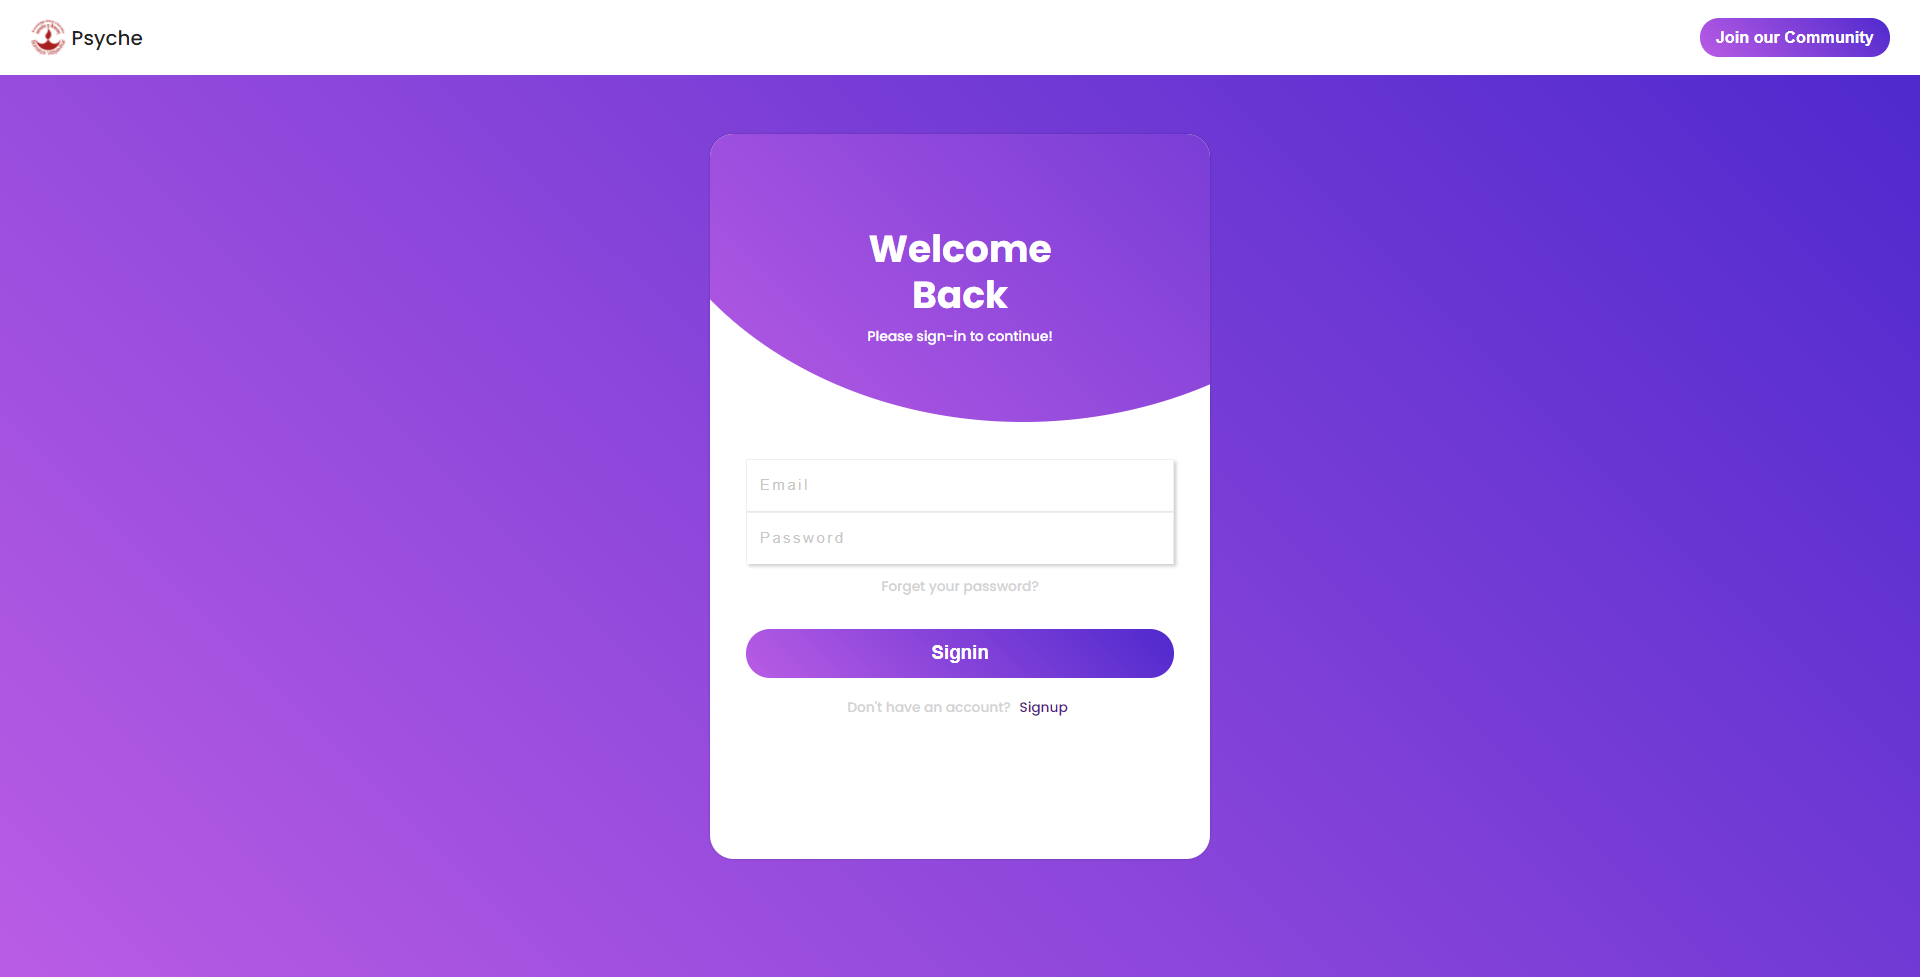 Psyche
Join our Community
Welcome
Back
Please sign-in to continue!
Email
Password
Forget your password?
Signin
Don't have an account? Signup